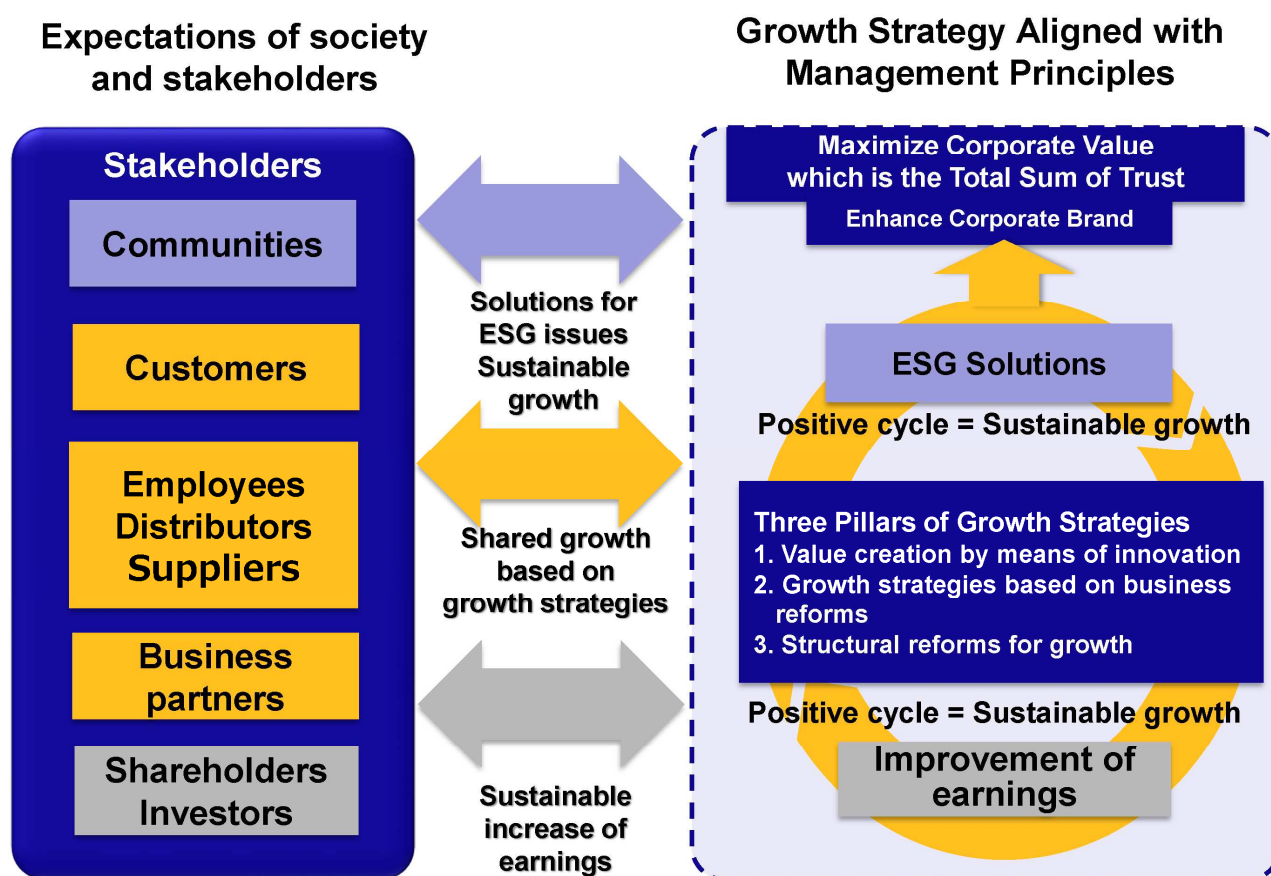 Expectations of society
and stakeholders
Stakeholders
Communities
Customers
Employees
Distributors
Suppliers
Business
partners
Shareholders
Investors
Solutions for
ESG issues
Sustainable
growth
Shared growth
based on
growth strategies
Sustainable
increase of
earnings
Growth Strategy Aligned with
Management Principles
Maximize Corporate Value
which is the Total Sum of Trust
Enhance Corporate Brand
ESG Solutions
Positive cycle = Sustainable growth
Three Pillars of Growth Strategies
1. Value creation by means of innovation
2. Growth strategies based on business
reforms
3. Structural reforms for growth
Positive cycle = Sustainable growth
Improvement of
earnings